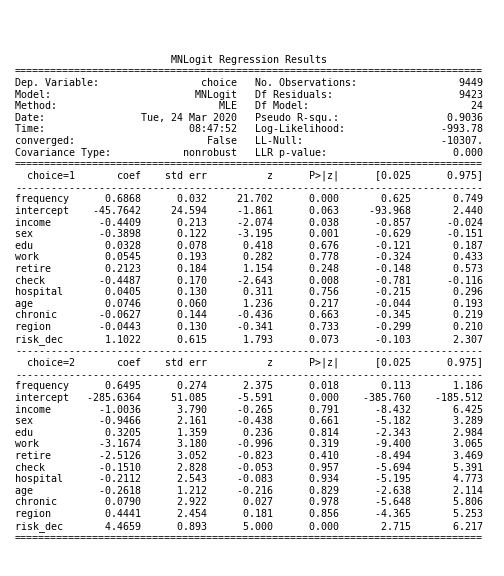 MNLogit Regression Results
==============================================================================
Dep. Variable:                 choice   No. Observations:                 9449
Model:                        MNLogit   Df Residuals:                     9423
Method:                           MLE   Df Model:                           24
Date:                Tue, 24 Mar 2020   Pseudo R-squ.:                  0.9036
Time:                        08:47:52   Log-Likelihood:                -993.78
converged:                      False   LL-Null:                       -10307.
Covariance Type:            nonrobust   LLR p-value:                     0.000
==============================================================================
  choice=1       coef    std err          z      P>|z|      [0.025      0.975]
------------------------------------------------------------------------------
frequency      0.6868      0.032     21.702      0.000       0.625       0.749
intercept    -45.7642     24.594     -1.861      0.063     -93.968       2.440
income        -0.4409      0.213     -2.074      0.038      -0.857      -0.024
sex           -0.3898      0.122     -3.195      0.001      -0.629      -0.151
edu            0.0328      0.078      0.418      0.676      -0.121       0.187
work           0.0545      0.193      0.282      0.778      -0.324       0.433
retire         0.2123      0.184      1.154      0.248      -0.148       0.573
check         -0.4487      0.170     -2.643      0.008      -0.781      -0.116
hospital       0.0405      0.130      0.311      0.756      -0.215       0.296
age            0.0746      0.060      1.236      0.217      -0.044       0.193
chronic       -0.0627      0.144     -0.436      0.663      -0.345       0.219
region        -0.0443      0.130     -0.341      0.733      -0.299       0.210
risk_dec       1.1022      0.615      1.793      0.073      -0.103       2.307
------------------------------------------------------------------------------
  choice=2       coef    std err          z      P>|z|      [0.025      0.975]
------------------------------------------------------------------------------
frequency      0.6495      0.274      2.375      0.018       0.113       1.186
intercept   -285.6364     51.085     -5.591      0.000    -385.760    -185.512
income        -1.0036      3.790     -0.265      0.791      -8.432       6.425
sex           -0.9466      2.161     -0.438      0.661      -5.182       3.289
edu            0.3205      1.359      0.236      0.814      -2.343       2.984
work          -3.1674      3.180     -0.996      0.319      -9.400       3.065
retire        -2.5126      3.052     -0.823      0.410      -8.494       3.469
check         -0.1510      2.828     -0.053      0.957      -5.694       5.391
hospital      -0.2112      2.543     -0.083      0.934      -5.195       4.773
age           -0.2618      1.212     -0.216      0.829      -2.638       2.114
chronic        0.0790      2.922      0.027      0.978      -5.648       5.806
region         0.4441      2.454      0.181      0.856      -4.365       5.253
risk_dec       4.4659      0.893      5.000      0.000       2.715       6.217
==============================================================================